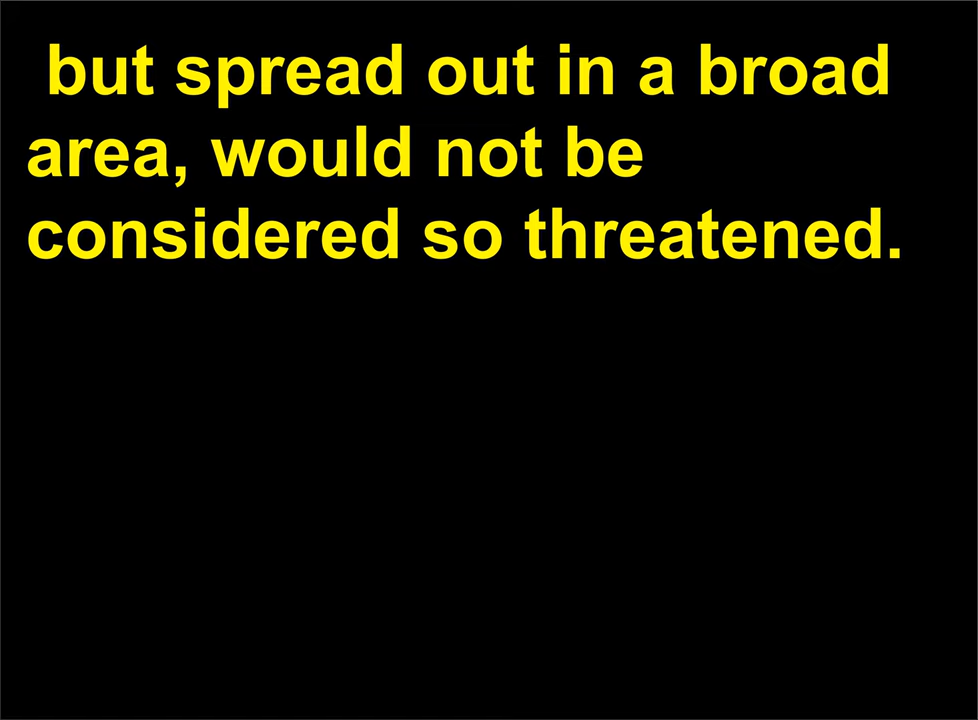 but spread out in a broad
area, would not be
considered so threatened.